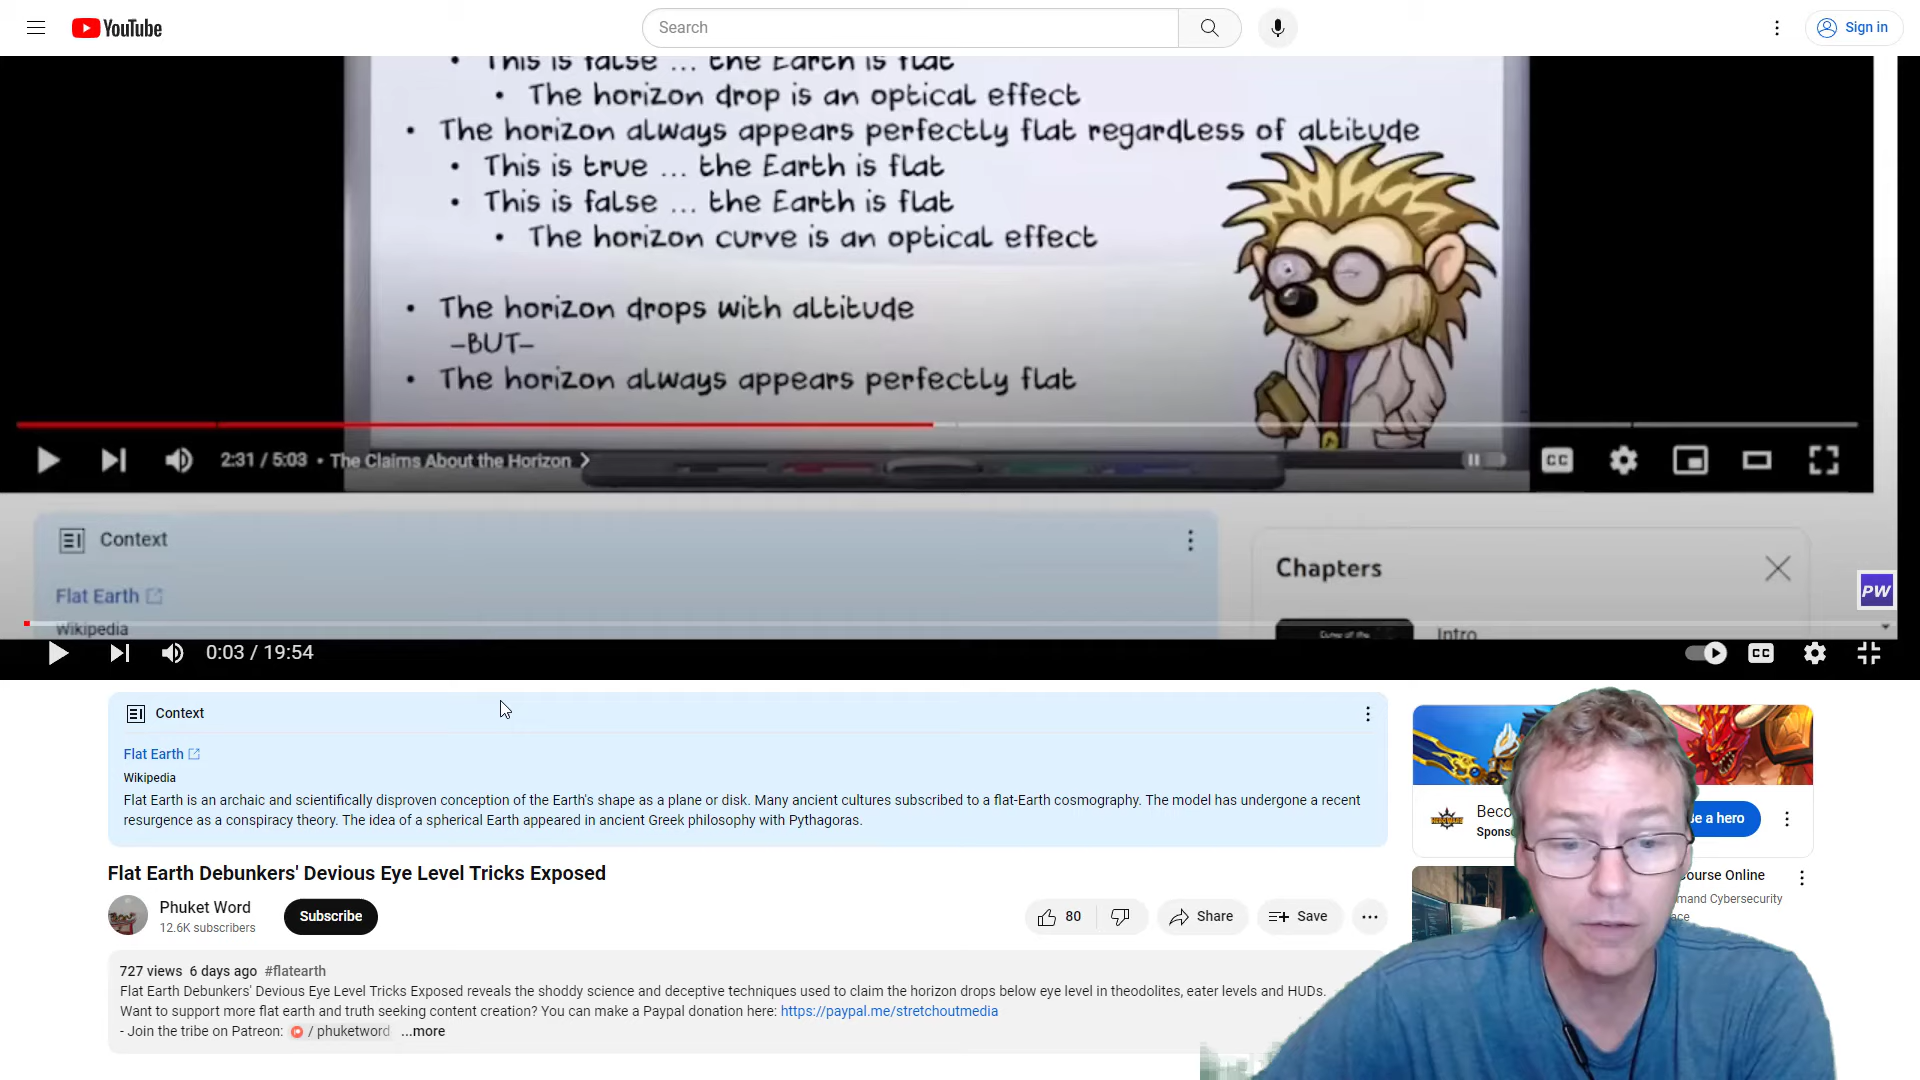 YouTube
Search
Sign in
• This is false ... the Earth is flat
• The horizon drop is an optical effect
• The horizon always appears perfectly flat regardless of altitude
• This is true ... the Earth is flat
• This is false ... the Earth is flat
• The horizon curve is an optical effect
• The horizon drops with altitude
–BUT–
• The horizon always appears perfectly flat
2:31 / 5:03 • The Claims About the Horizon
CC
Context
Chapters
Flat Earth
Wikipedia
Intro
PW
0:03 / 19:54
CC
Context
Flat Earth
Wikipedia
Flat Earth is an archaic and scientifically disproven conception of the Earth's shape as a plane or disk. Many ancient cultures subscribed to a flat-Earth cosmography. The model has undergone a recent
resurgence as a conspiracy theory. The idea of a spherical Earth appeared in ancient Greek philosophy with Pythagoras.
Flat Earth Debunkers' Devious Eye Level Tricks Exposed
Phuket Word
12.6K subscribers
Subscribe
80
Share
Save
727 views 6 days ago #flatearth
Flat Earth Debunkers' Devious Eye Level Tricks Exposed reveals the shoddy science and deceptive techniques used to claim the horizon drops below eye level in theodolites, eater levels and HUDs.
Want to support more flat earth and truth seeking content creation? You can make a Paypal donation here: https://paypal.me/stretchoutmedia
- Join the tribe on Patreon: / phuketword ...more
a hero
Online
Cybersecurity